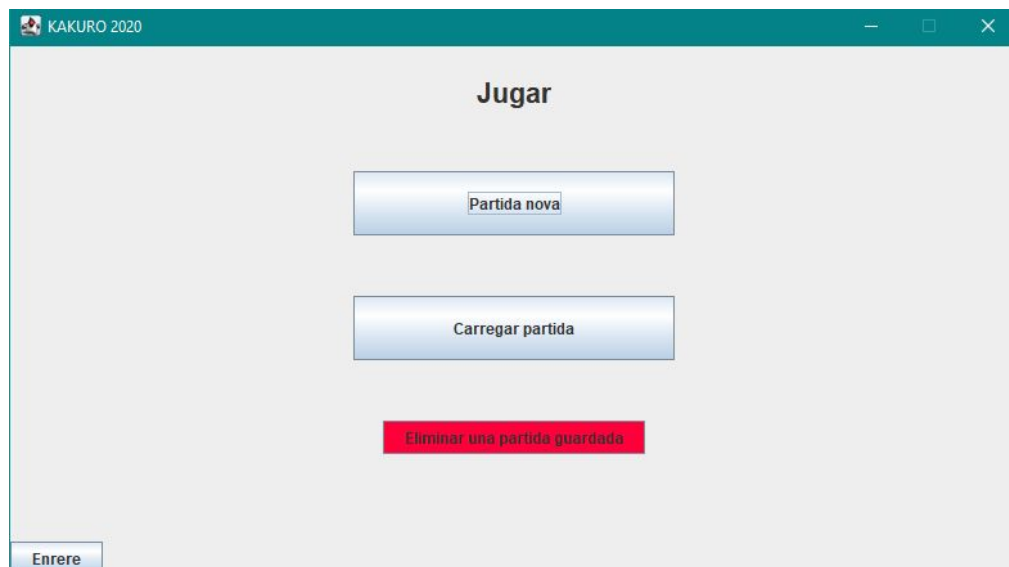 KAKURO 2020
Jugar
Partida nova
Carregar partida
Eliminar una partida guardada
Enrere